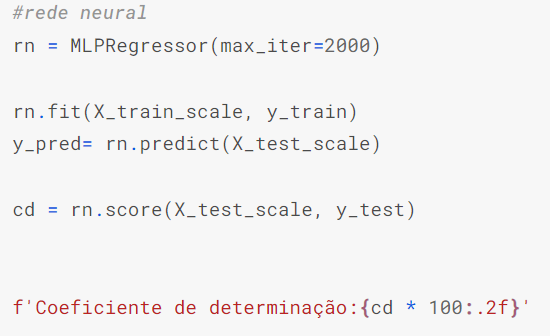 #rede neural
rn = MLPRegressor(max_iter=2000)
rn.fit(X_train_scale, y_train)
y_pred= rn.predict(X_test_scale)
cd = rn.score(X_test_scale, y_test)
f'Coeficiente de determinação:{cd * 100:.2f}'